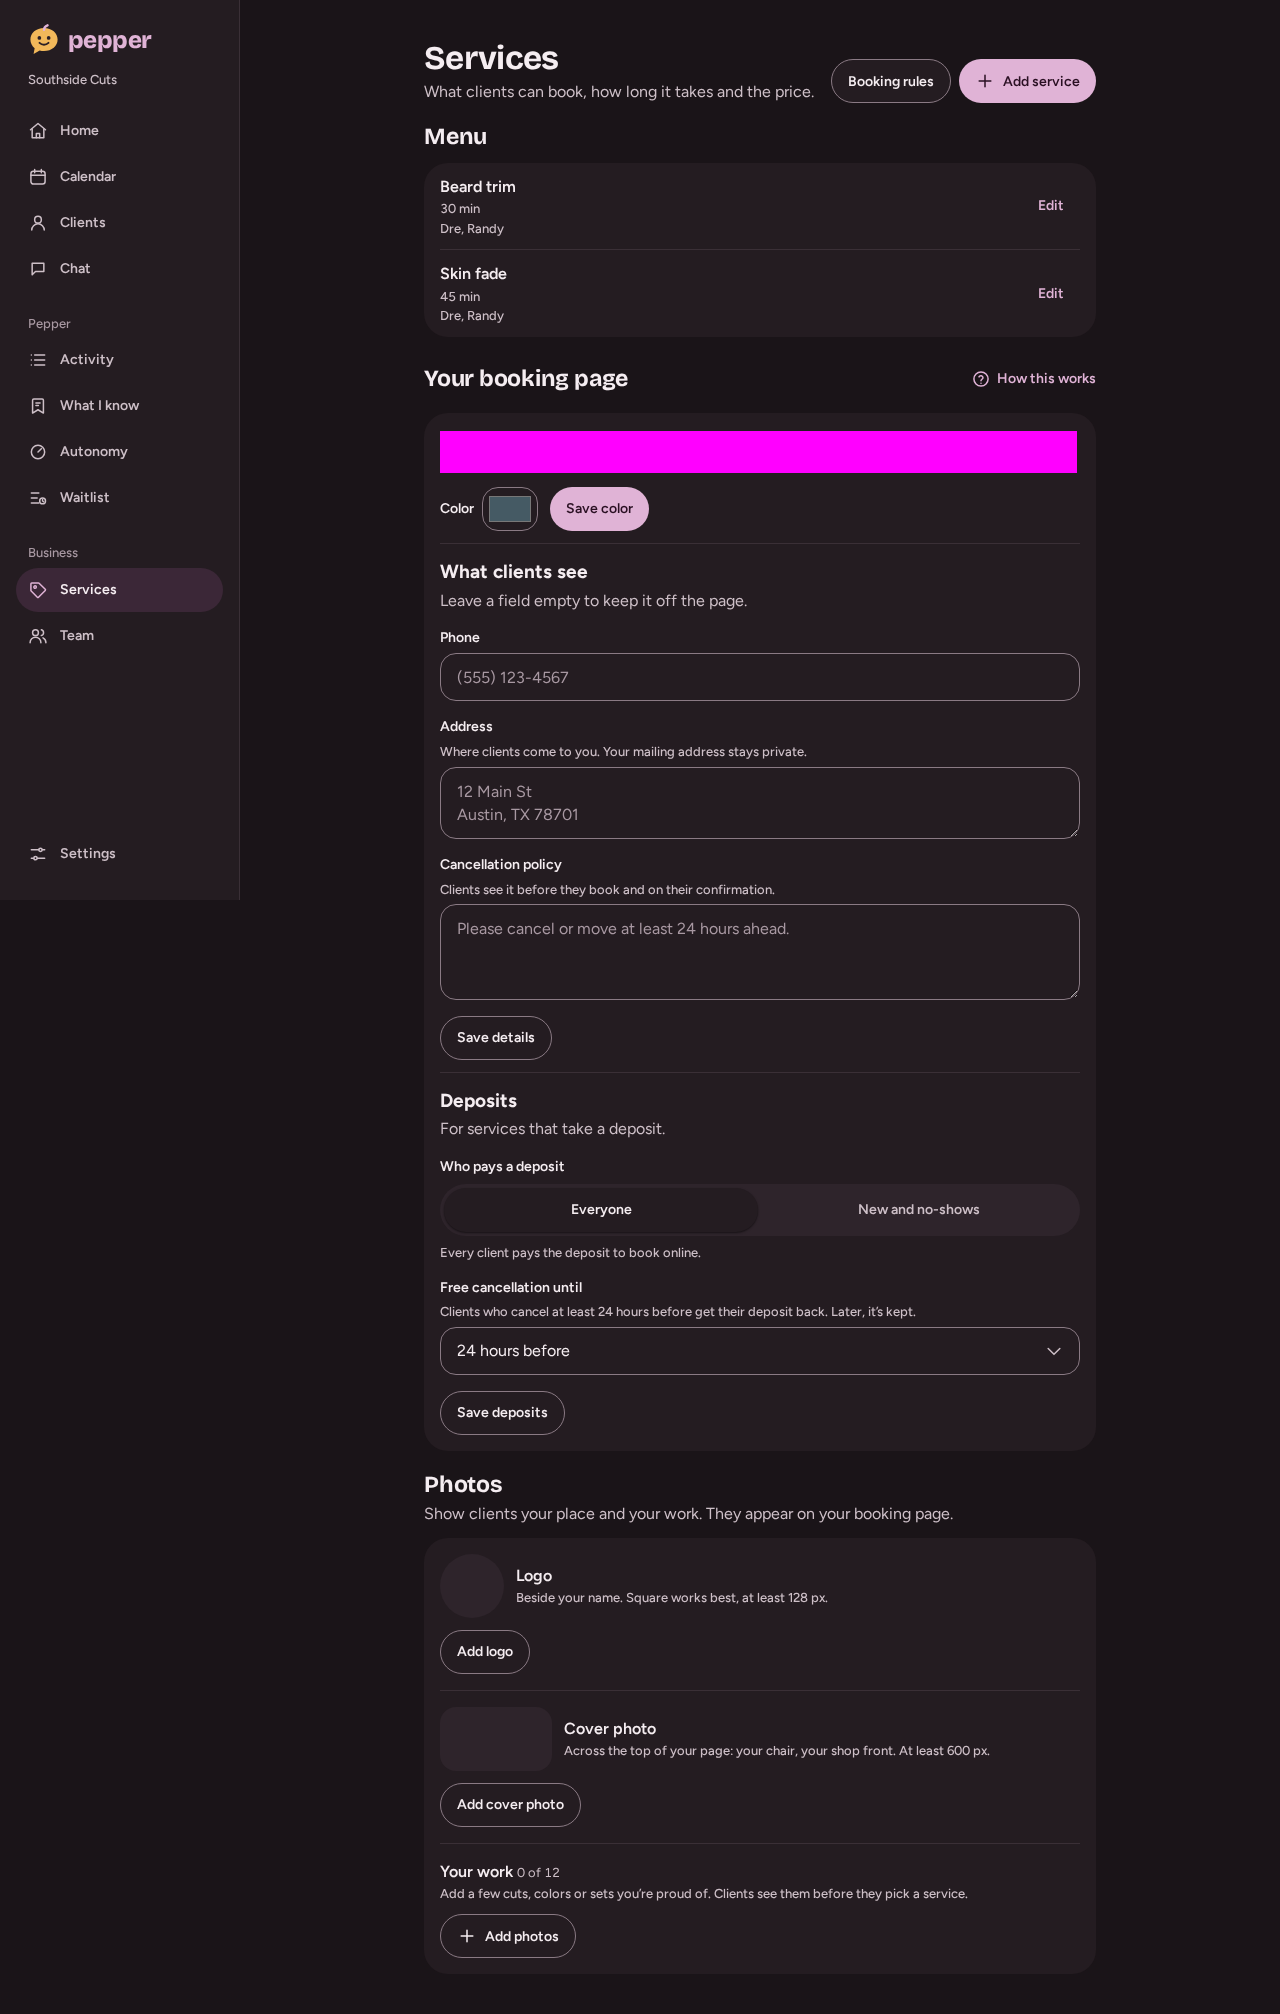 pepper
Southside Cuts
Home
Calendar
Clients
Chat
Pepper
Activity
What I know
Autonomy
Waitlist
Business
Services
Team
Settings
Services
What clients can book, how long it takes and the price.
Booking rules
Add service
Menu
Beard trim
30 min
Dre, Randy
Edit
Skin fade
45 min
Dre, Randy
Edit
Your booking page
How this works
Color
Save color
What clients see
Leave a field empty to keep it off the page.
Phone
(555) 123-4567
Address
Where clients come to you. Your mailing address stays private.
12 Main St
Austin, TX 78701
Cancellation policy
Clients see it before they book and on their confirmation.
Please cancel or move at least 24 hours ahead.
Save details
Deposits
For services that take a deposit.
Who pays a deposit
Everyone
New and no-shows
Every client pays the deposit to book online.
Free cancellation until
Clients who cancel at least 24 hours before get their deposit back. Later, it’s kept.
24 hours before
Save deposits
Photos
Show clients your place and your work. They appear on your booking page.
Logo
Beside your name. Square works best, at least 128 px.
Add logo
Cover photo
Across the top of your page: your chair, your shop front. At least 600 px.
Add cover photo
Your work 0 of 12
Add a few cuts, colors or sets you’re proud of. Clients see them before they pick a service.
Add photos